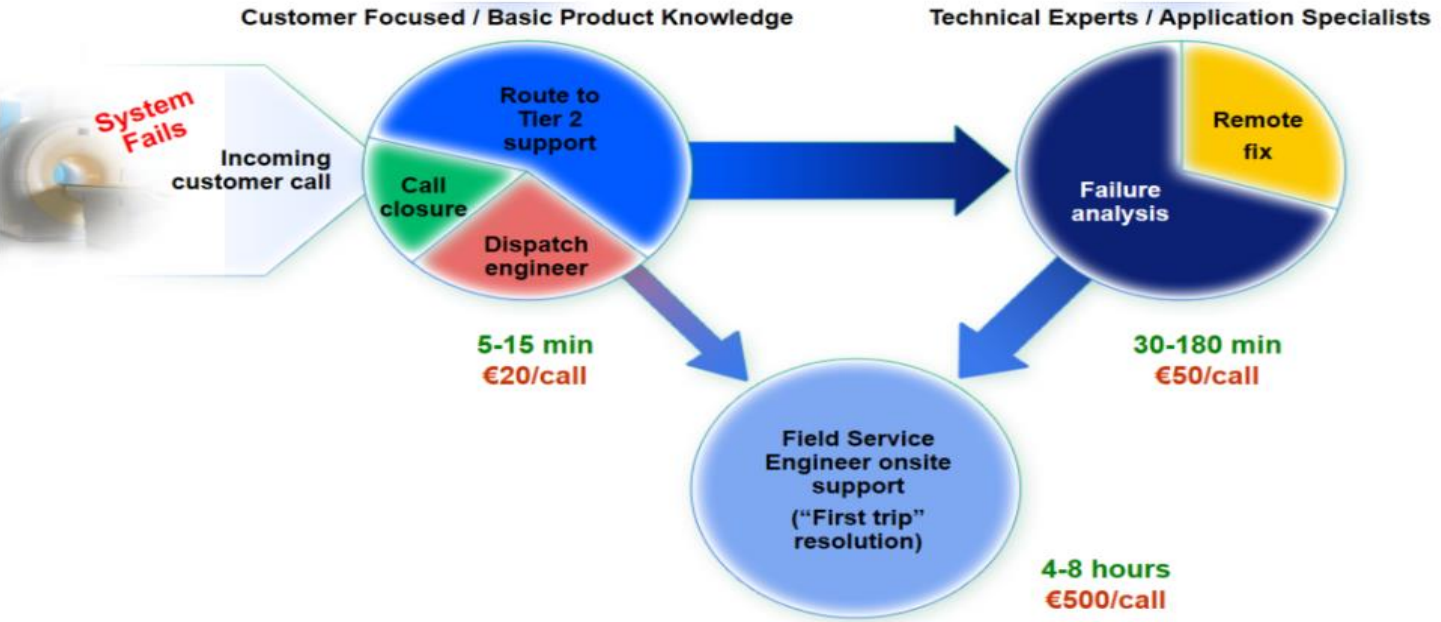 Customer Focused / Basic Product Knowledge
Technical Experts / Application Specialists
System
Fails
Incoming
customer call
Route to
Tier 2
support
Call
closure
Dispatch
engineer
5-15 min
€20/call
Remote
fix
Failure
analysis
30-180 min
€50/call
Field Service
Engineer onsite
support
(“First trip”
resolution)
4-8 hours
€500/call